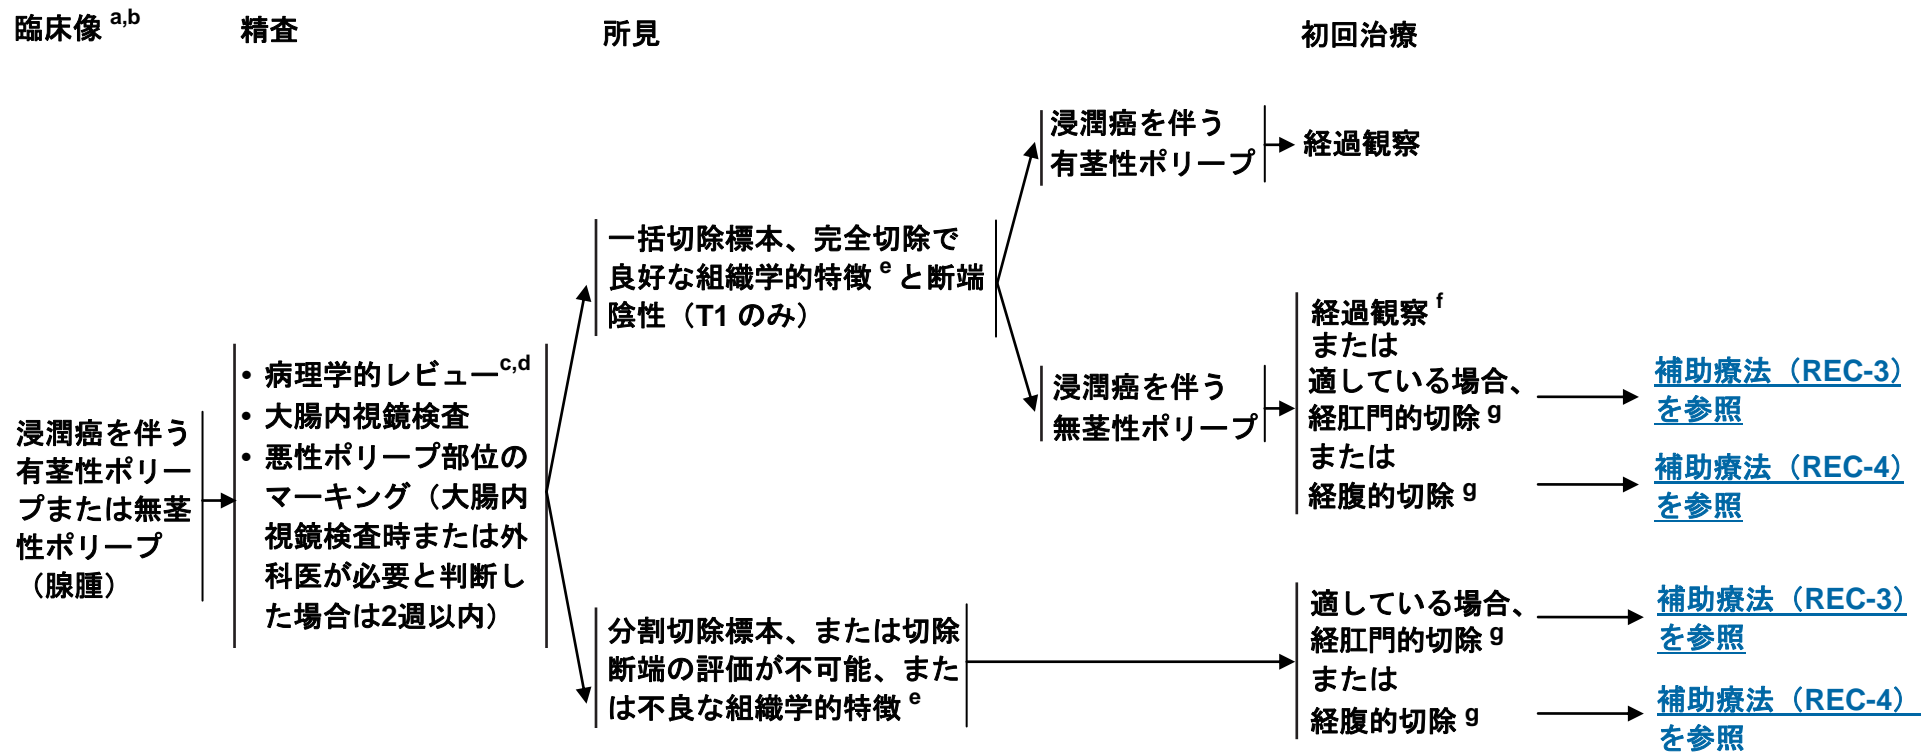 臨床像 a,b
精査
所見
初回治療
浸潤癌を伴う
有茎性ポリー
プまたは無茎
性ポリープ
（腺腫）
• 病理学的レビュー c,d
• 大腸内視鏡検査
• 悪性ポリープ部位の
マーキング（大腸内
視鏡検査時または外
科医が必要と判断し
た場合は2週以内）
一括切除標本、完全切除で
良好な組織学的特徴 e と断端
陰性（T1 のみ）
浸潤癌を伴う
有茎性ポリープ
経過観察
浸潤癌を伴う
無茎性ポリープ
経過観察 f
または
適している場合、
経肛門的切除 g
または
経腹的切除 g
補助療法（REC-3）
を参照
補助療法（REC-4）
を参照
分割切除標本、または切除
断端の評価が不可能、また
は不良な組織学的特徴 e
適している場合、
経肛門的切除 g
または
経腹的切除 g
補助療法（REC-3）
を参照
補助療法（REC-4）
を参照